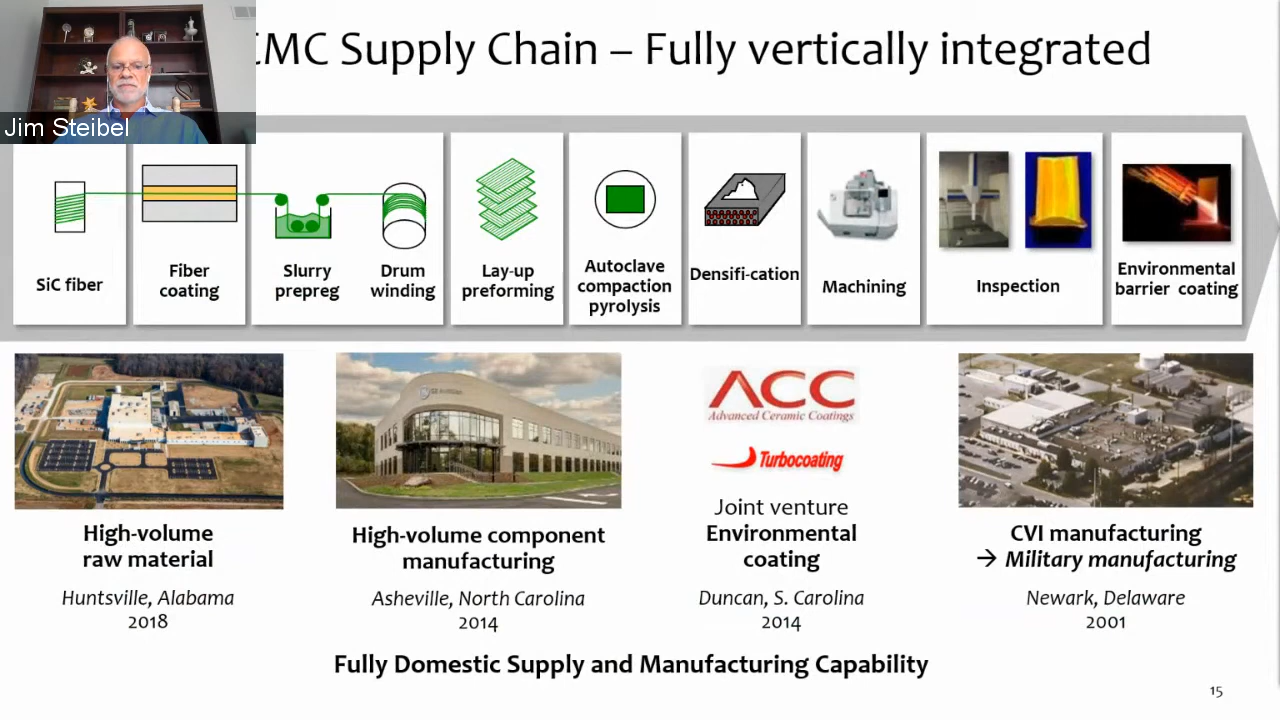 CMC Supply Chain – Fully vertically integrated
Jim Steibel
SiC fiber
Fiber
coating
Slurry
prepreg
Drum
winding
Lay-up
preforming
Autoclave
compaction
pyrolysis
Densifi-cation
Machining
Inspection
Environmental
barrier coating
ACC
Advanced Ceramic Coatings
Turbocoating
High-volume
raw material
Huntsville, Alabama
2018
High-volume component
manufacturing
Asheville, North Carolina
2014
Joint venture
Environmental
coating
Duncan, S. Carolina
2014
CVI manufacturing
→ Military manufacturing
Newark, Delaware
2001
Fully Domestic Supply and Manufacturing Capability
15